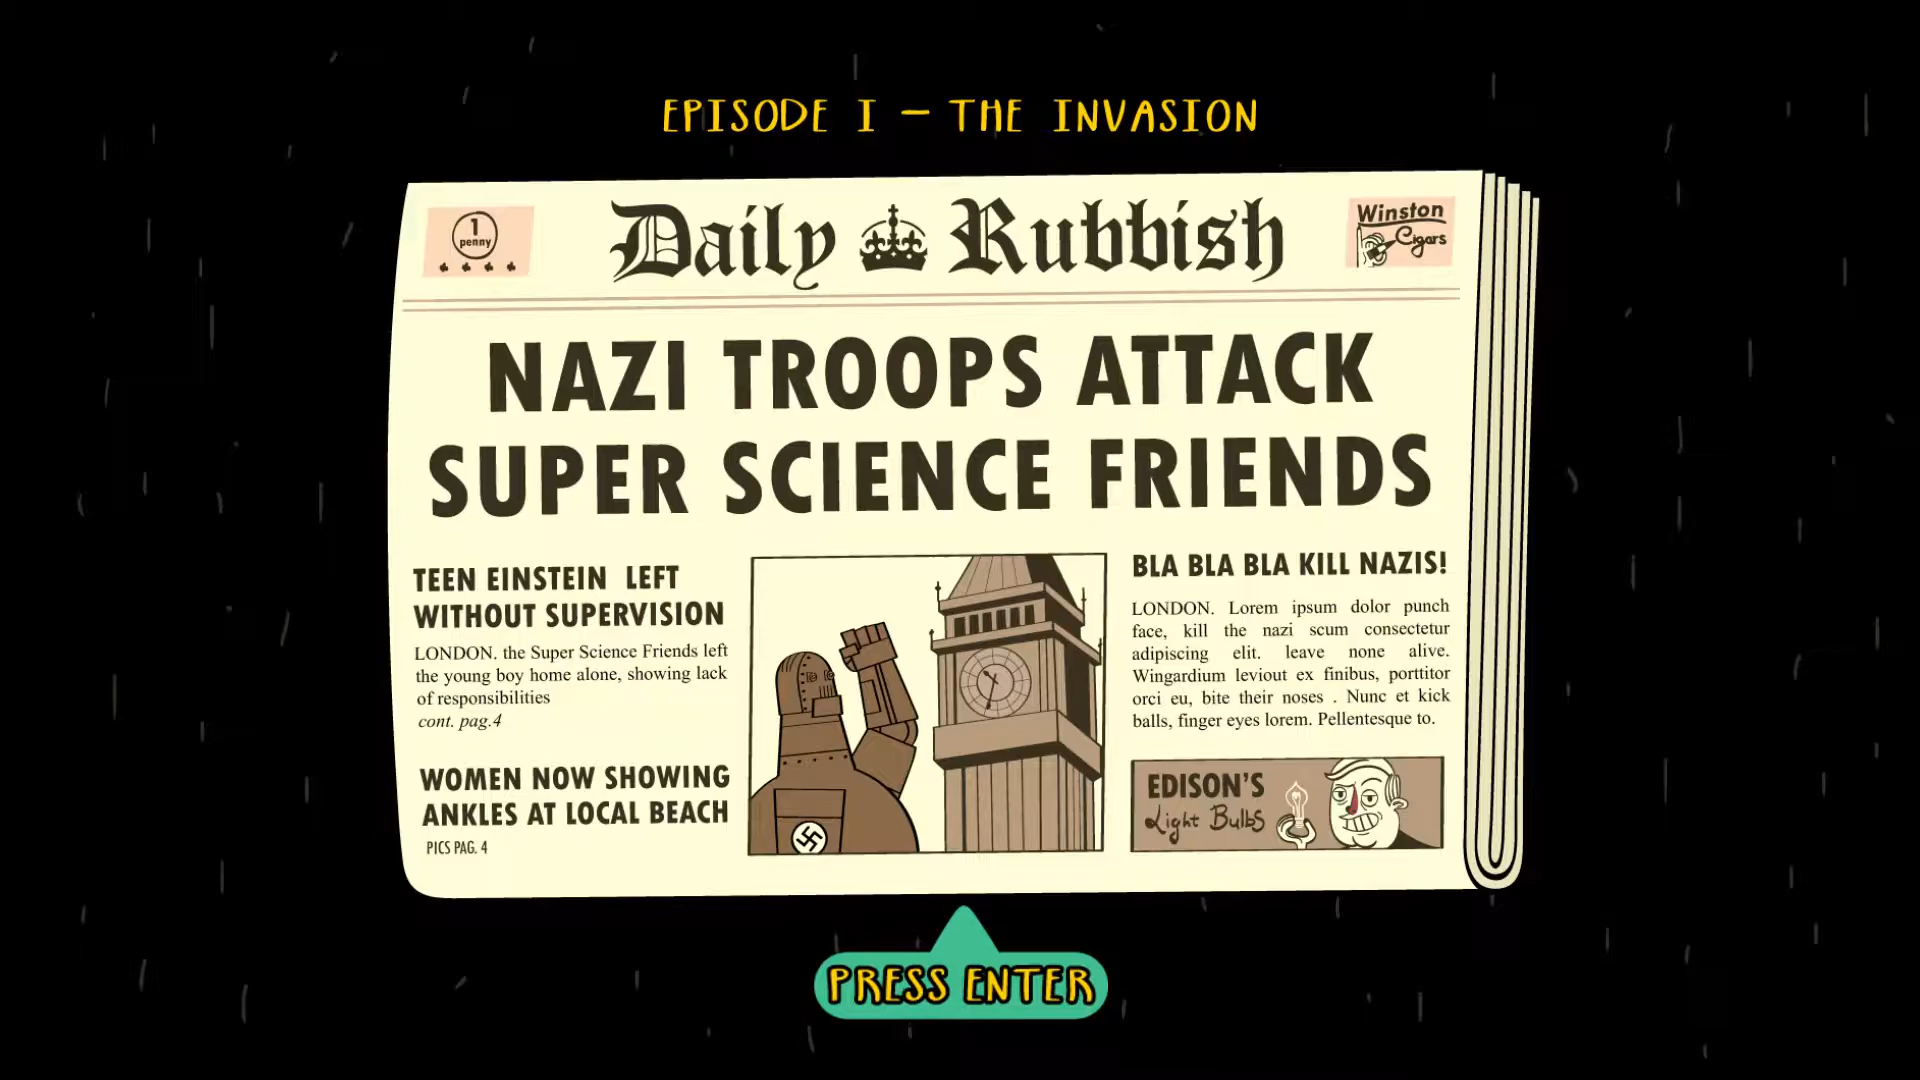 EPISODE I – THE INVASION
1
penny
Daily Rubbish
Winston
Cigars
NAZI TROOPS ATTACK
SUPER SCIENCE FRIENDS
TEEN EINSTEIN LEFT
WITHOUT SUPERVISION
LONDON. the Super Science Friends left
the young boy home alone, showing lack
of responsibilities
cont. pag.4
WOMEN NOW SHOWING
ANKLES AT LOCAL BEACH
PICS PAG. 4
BLA BLA BLA KILL NAZIS!
LONDON. Lorem ipsum dolor punch
face, kill the nazi scum consectetur
adipiscing elit. leave none alive.
Wingardium leviout ex finibus, porttitor
orci eu, bite their noses . Nunc et kick
balls, finger eyes lorem. Pellentesque to.
EDISON'S
Light Bulbs
PRESS ENTER